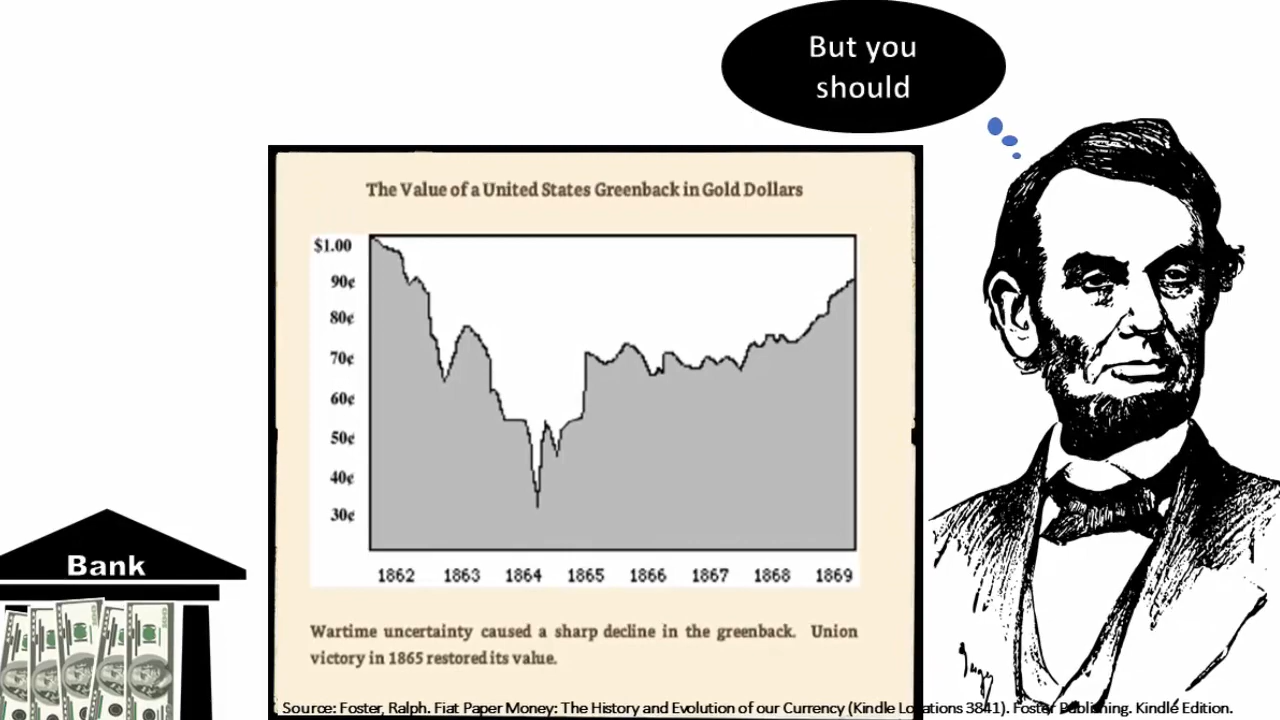 But you
should
The Value of a United States Greenback in Gold Dollars
$1.00
90¢
80¢
70¢
60¢
50¢
40¢
30¢
1862 1863 1864 1865 1866 1867 1868 1869
Wartime uncertainty caused a sharp decline in the greenback. Union
victory in 1865 restored its value.
Bank
Source: Foster, Ralph. Fiat Paper Money: The History and Evolution of our Currency (Kindle Locations 3841). Foster Publishing. Kindle Edition.